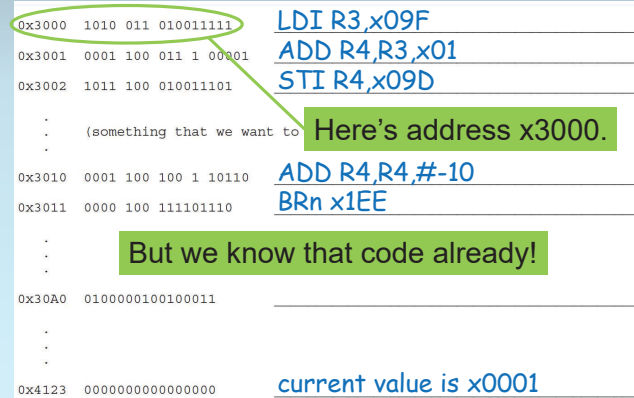 0x3000 1010 011 010011111 LDI R3,x09F
0x3001 0001 100 011 1 00001 ADD R4,R3,x01
0x3002 1011 100 010011101 STI R4,x09D
.
. (something that we want to
.
Here's address x3000.
0x3010 0001 100 100 1 10110 ADD R4,R4,#-10
0x3011 0000 100 111101110 BRn x1EE
.
.
.
But we know that code already!
0x30A0 0100000100100011
.
.
.
0x4123 0000000000000000 current value is x0001